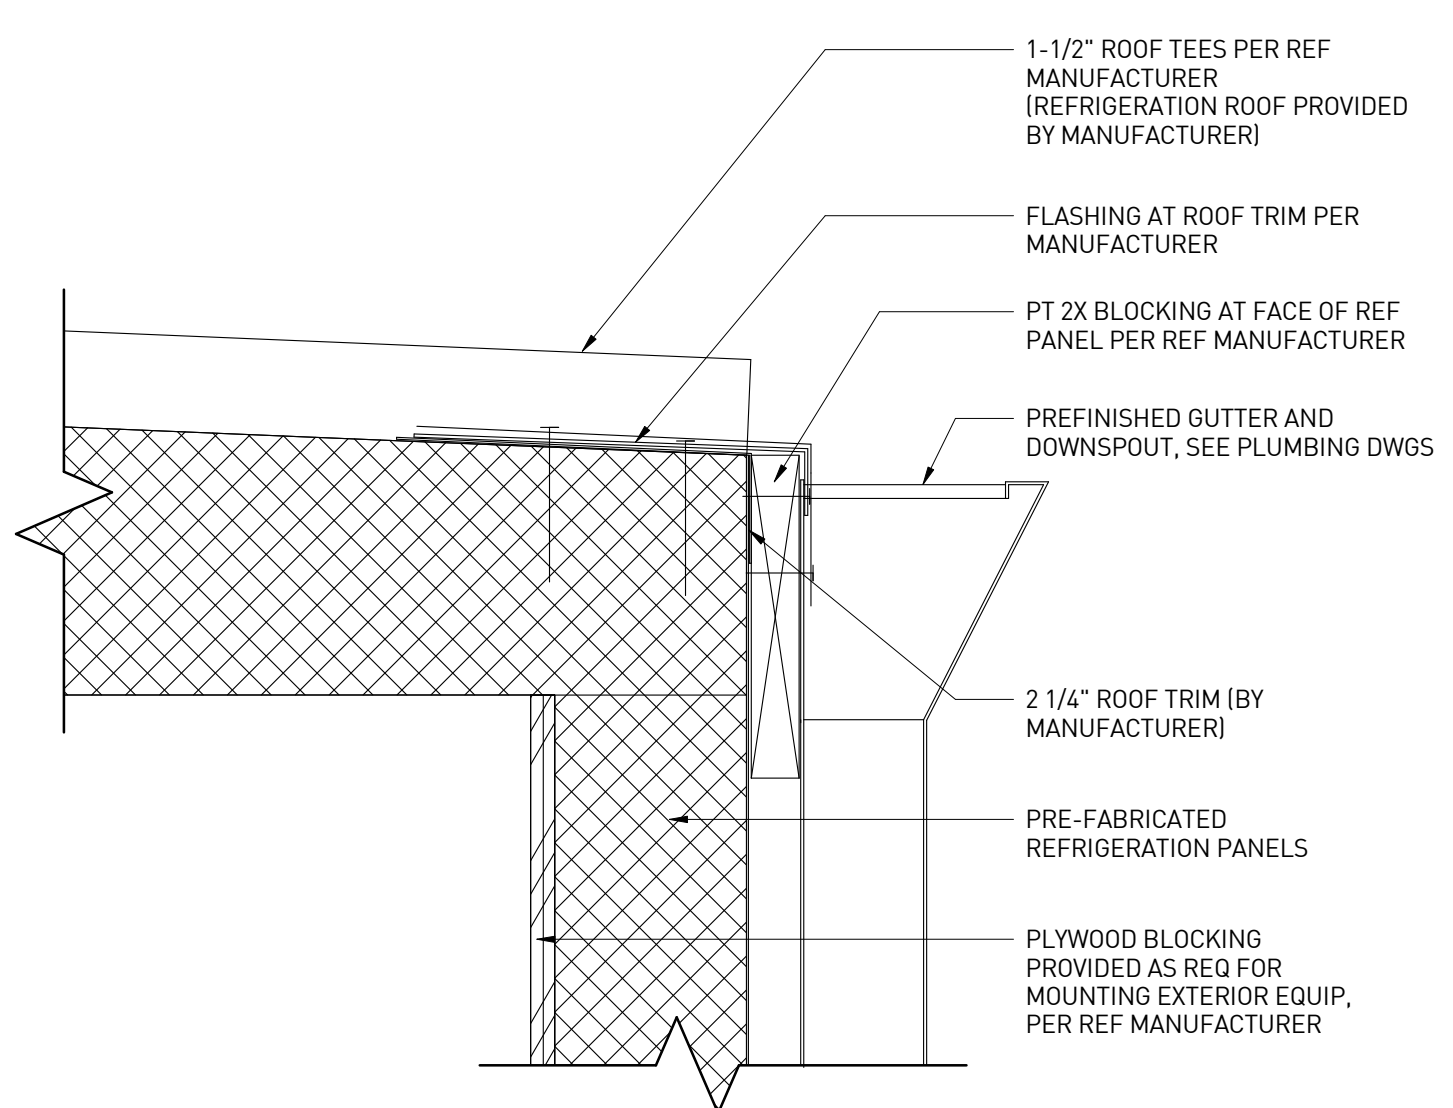 1-1/2" ROOF TEES PER REF
MANUFACTURER
(REFRIGERATION ROOF PROVIDED
BY MANUFACTURER)
FLASHING AT ROOF TRIM PER
MANUFACTURER
PT 2X BLOCKING AT FACE OF REF
PANEL PER REF MANUFACTURER
PREFINISHED GUTTER AND
DOWNSPOUT, SEE PLUMBING DWGS
2 1/4" ROOF TRIM (BY
MANUFACTURER)
PRE-FABRICATED
REFRIGERATION PANELS
PLYWOOD BLOCKING
PROVIDED AS REQ FOR
MOUNTING EXTERIOR EQUIP,
PER REF MANUFACTURER